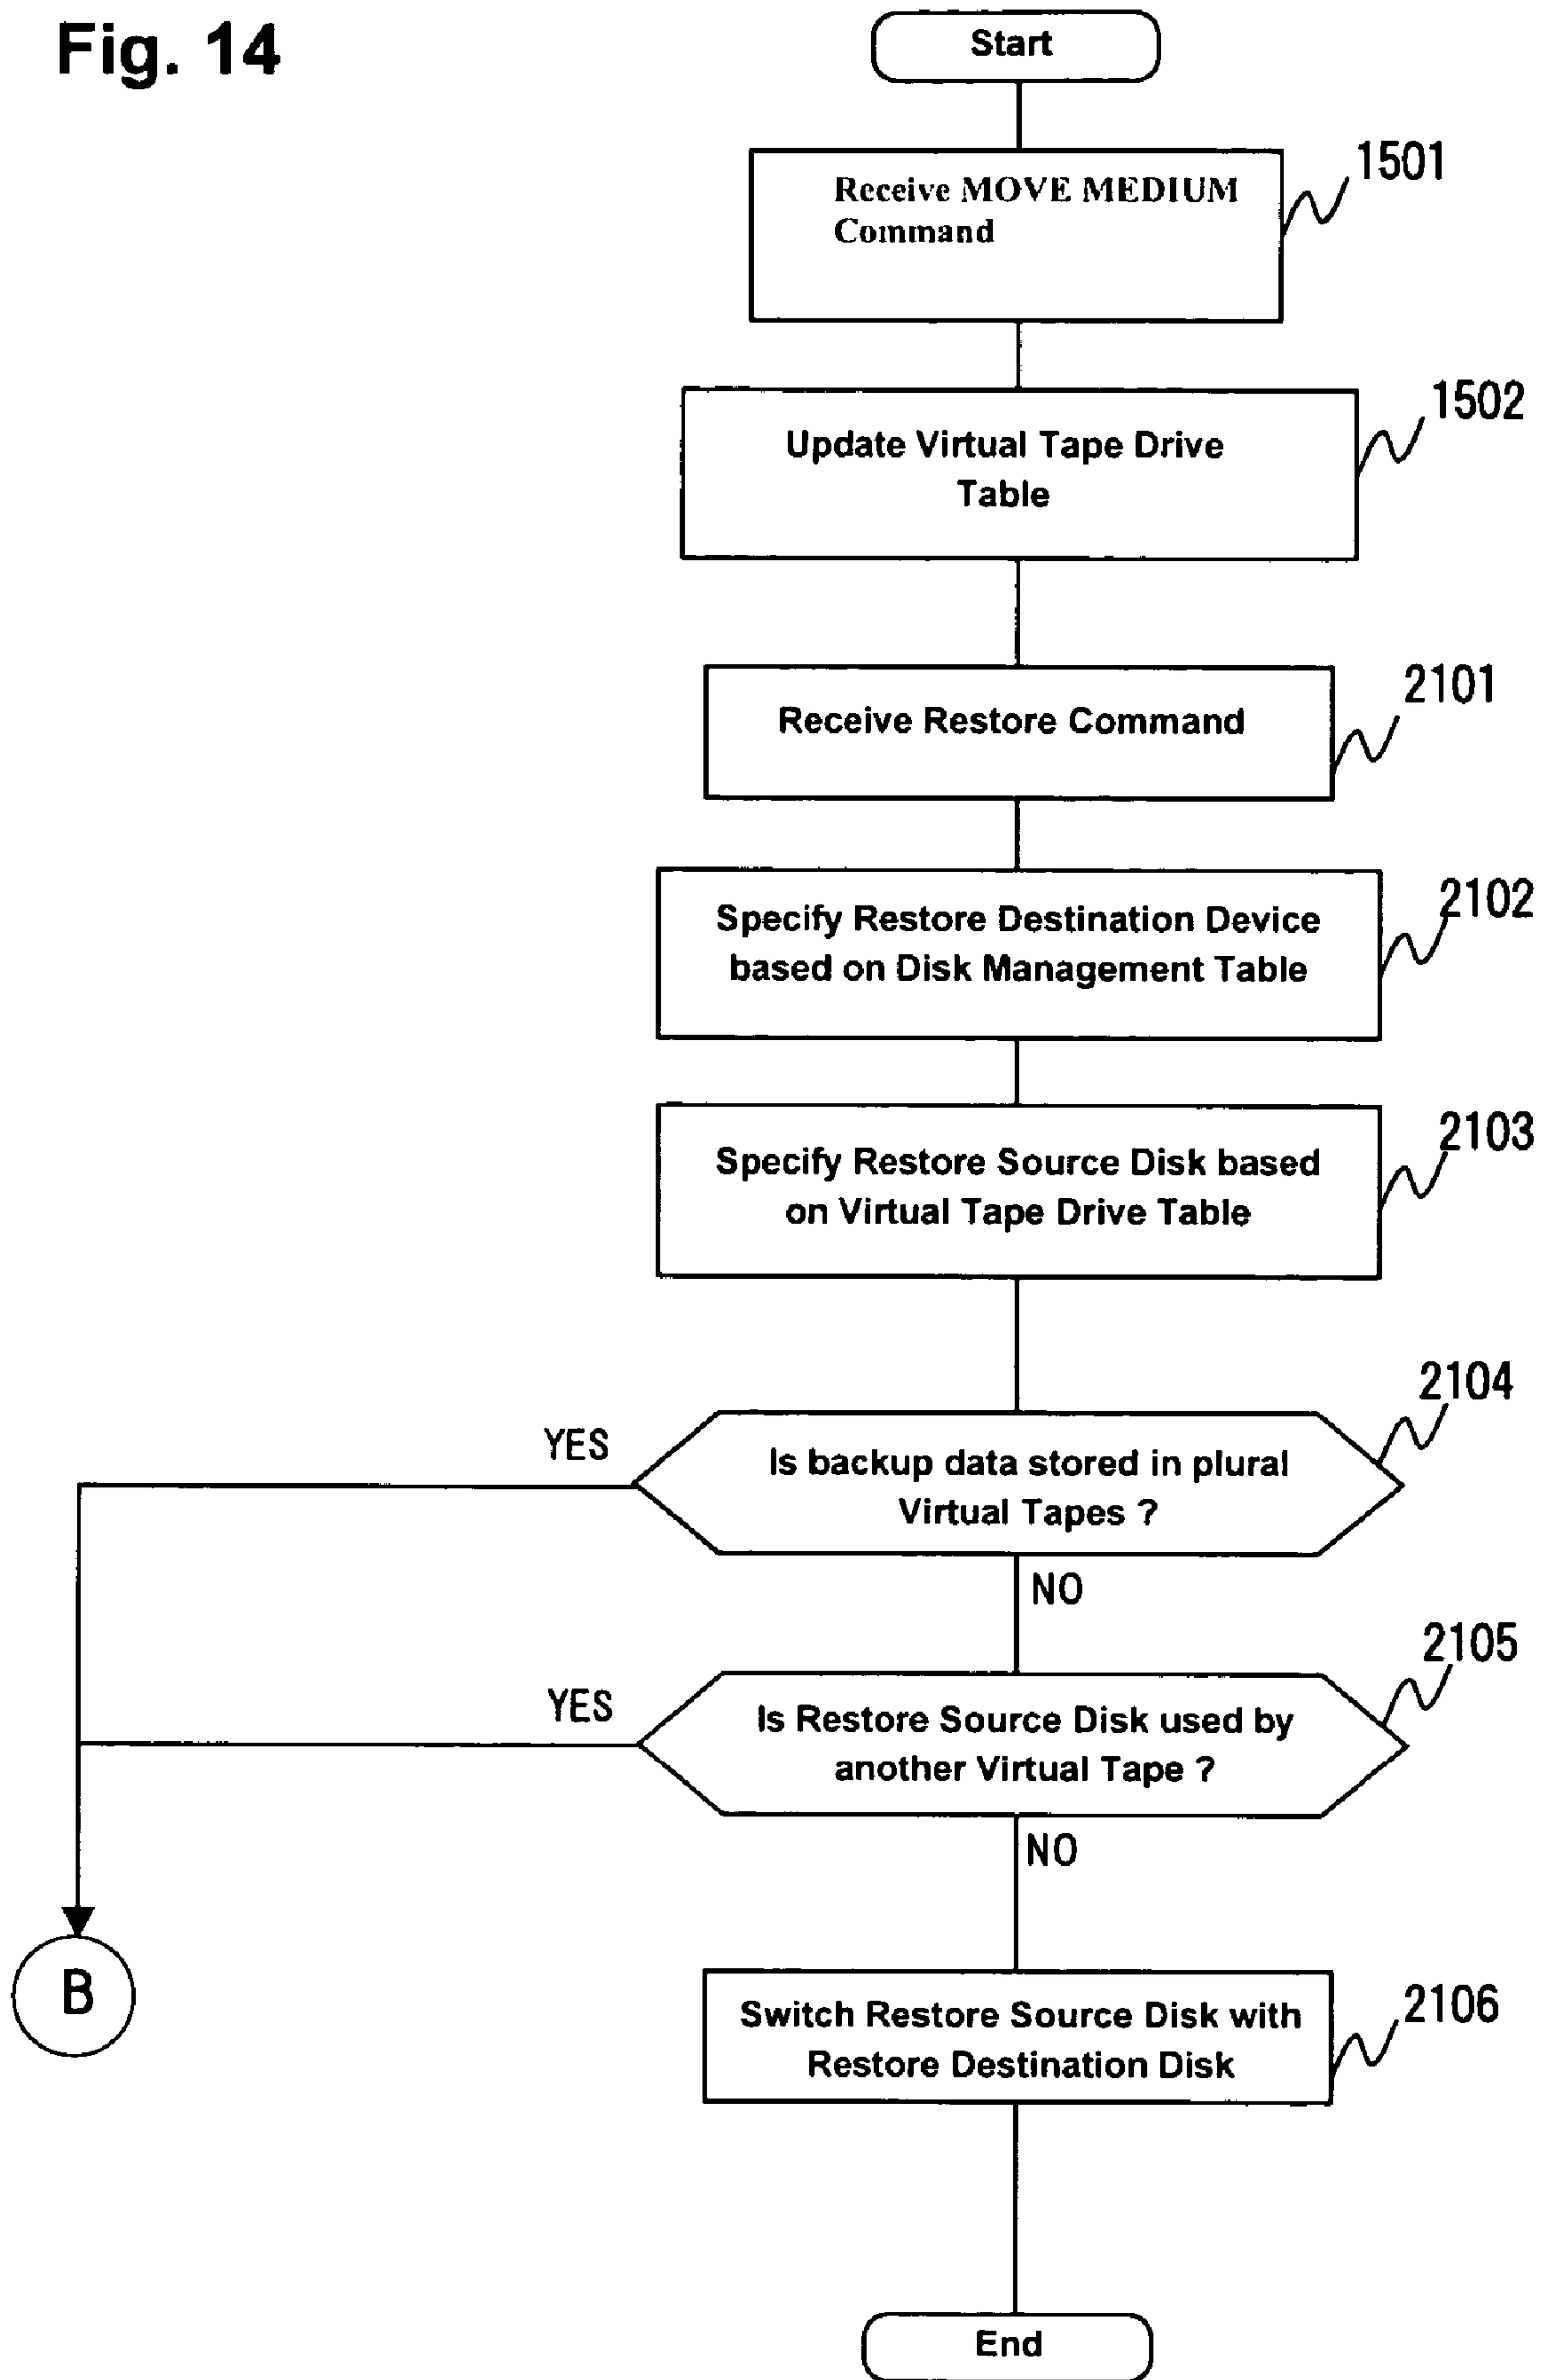 Fig. 14
Start
Receive MOVE MEDIUM
Command
1501
Update Virtual Tape Drive
Table
1502
Receive Restore Command
2101
Specify Restore Destination Device
based on Disk Management Table
2102
Specify Restore Source Disk based
on Virtual Tape Drive Table
2103
Is backup data stored in plural
Virtual Tapes ?
2104
YES
NO
Is Restore Source Disk used by
another Virtual Tape ?
2105
YES
NO
B
Switch Restore Source Disk with
Restore Destination Disk
2106
End